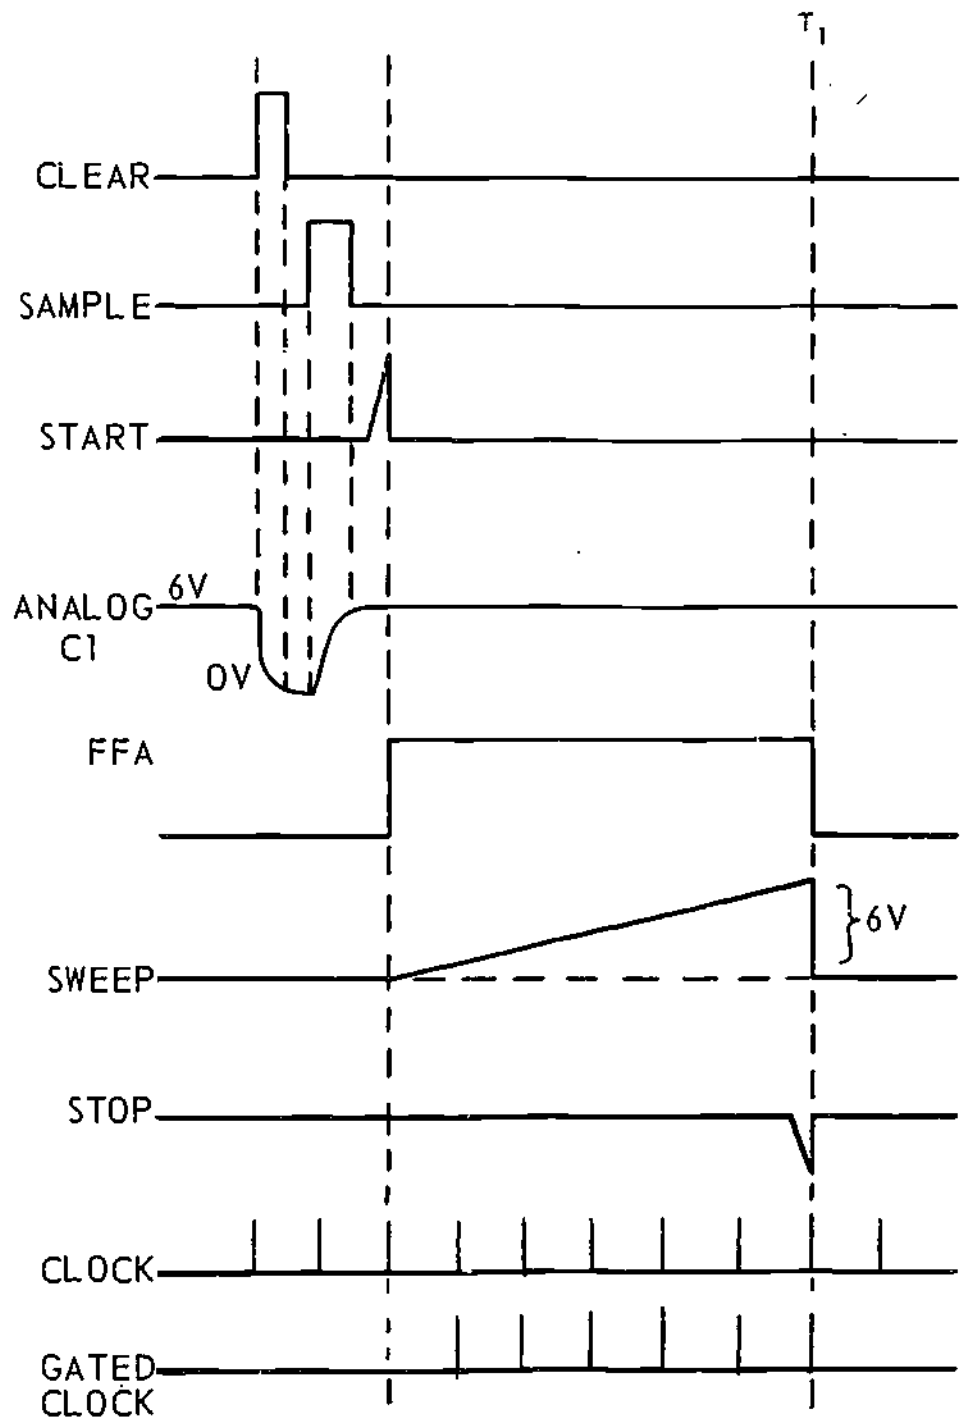 T1
CLEAR
SAMPLE
START
6V
ANALOG
C1
0V
FFA
6V
SWEEP
STOP
CLOCK
GATED
CLOCK